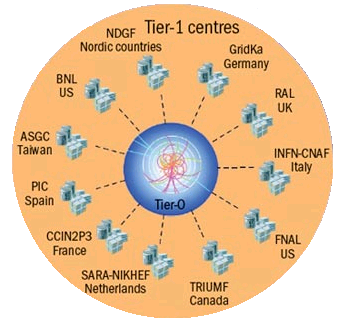 Tier-1 centres
NDGF
Nordic countries
GridKa
Germany
BNL
US
RAL
UK
ASGC
Taiwan
INFN-CNAF
Italy
PIC
Spain
Tier-0
CCIN2P3
France
FNAL
US
SARA-NIKHEF
Netherlands
TRIUMF
Canada